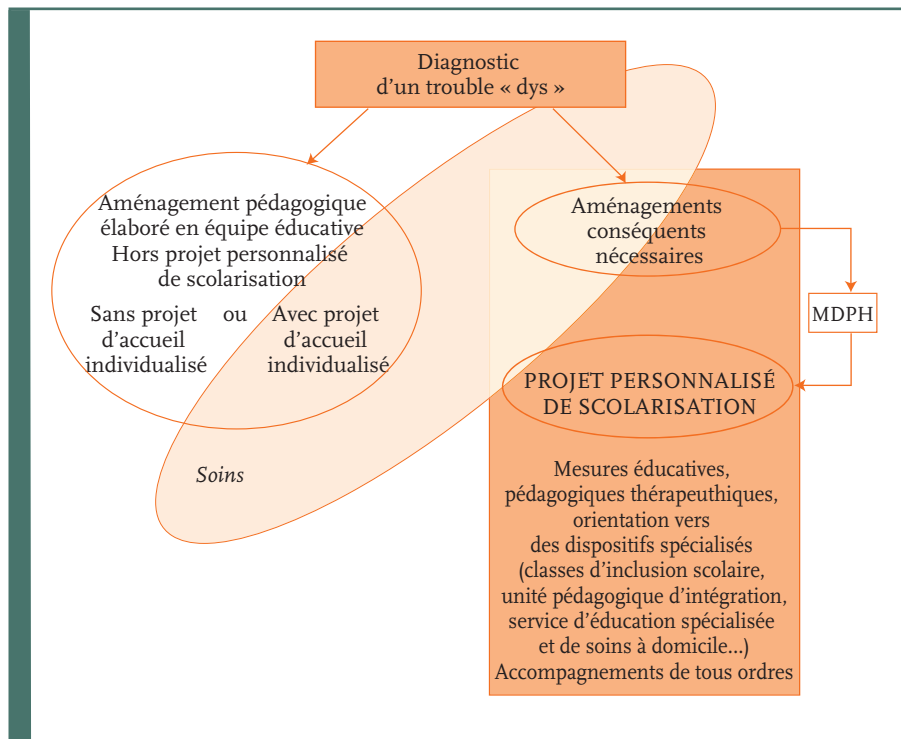 Diagnostic
d'un trouble « dys »
Aménagement pédagogique
élaboré en équipe éducative
Hors projet personnalisé
de scolarisation
Sans projet ou Avec projet
d'accueil d'accueil
individualisé individualisé
Aménagements
conséquents
nécessaires
MDPH
PROJET PERSONNALISÉ
DE SCOLARISATION
Soins
Mesures éducatives,
pédagogiques thérapeuthiques,
orientation vers
des dispositifs spécialisés
(classes d'inclusion scolaire,
unité pédagogique d'intégration,
service d'éducation spécialisée
et de soins à domicile...)
Accompagnements de tous ordres